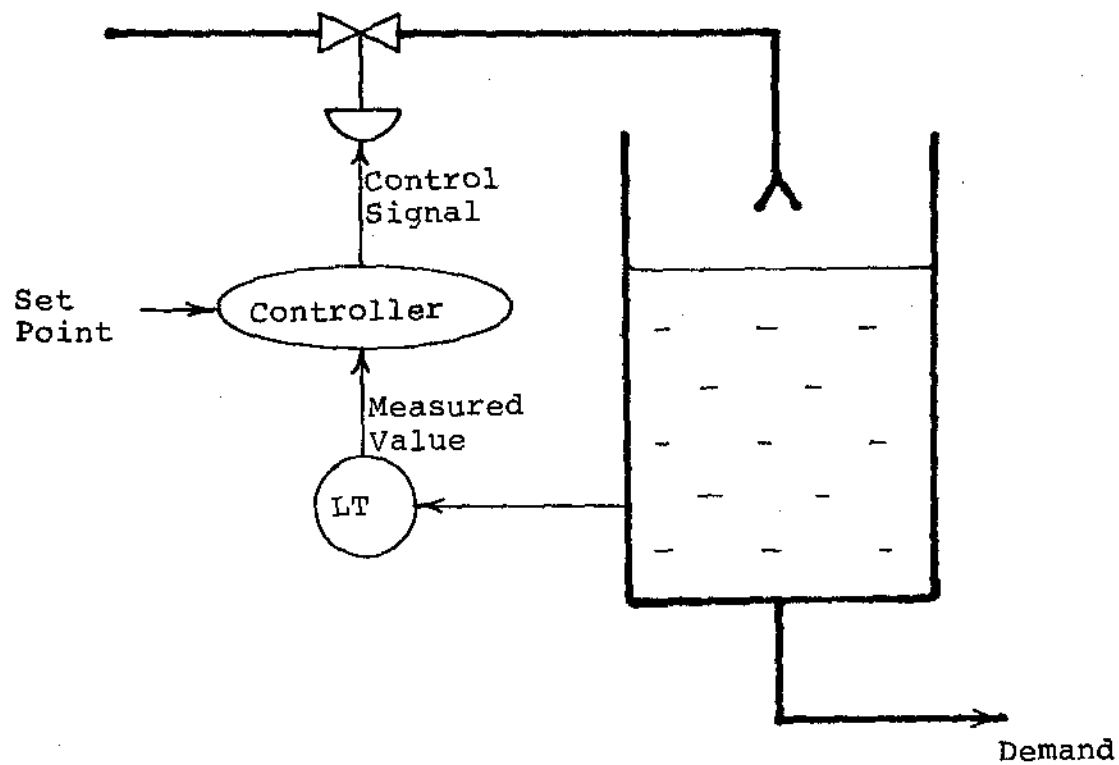 Control
Signal
Set
Point
Controller
Measured
Value
LT
Demand